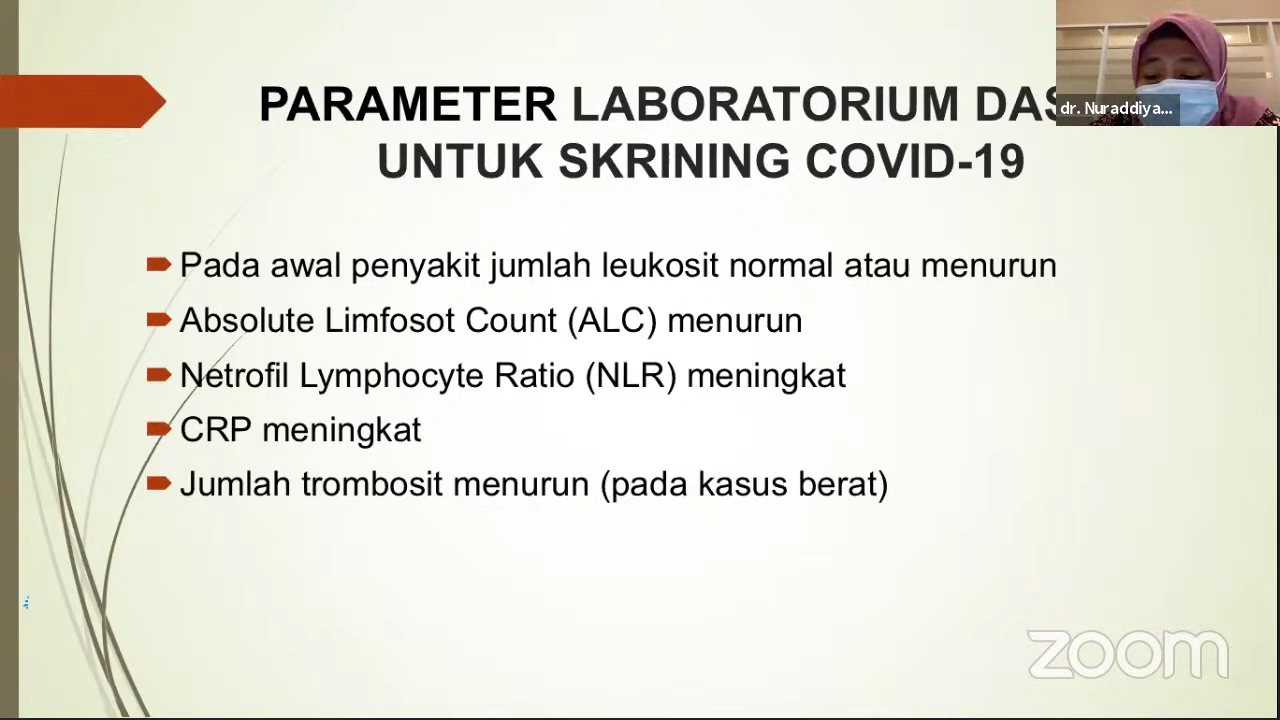 PARAMETER LABORATORIUM
UNTUK SKRINING COVID-19
dr. Nuraddiya...
Pada awal penyakit jumlah leukosit normal atau menurun
Absolute Limfosot Count (ALC) menurun
Netrofil Lymphocyte Ratio (NLR) meningkat
CRP meningkat
Jumlah trombosit menurun (pada kasus berat)
zoom